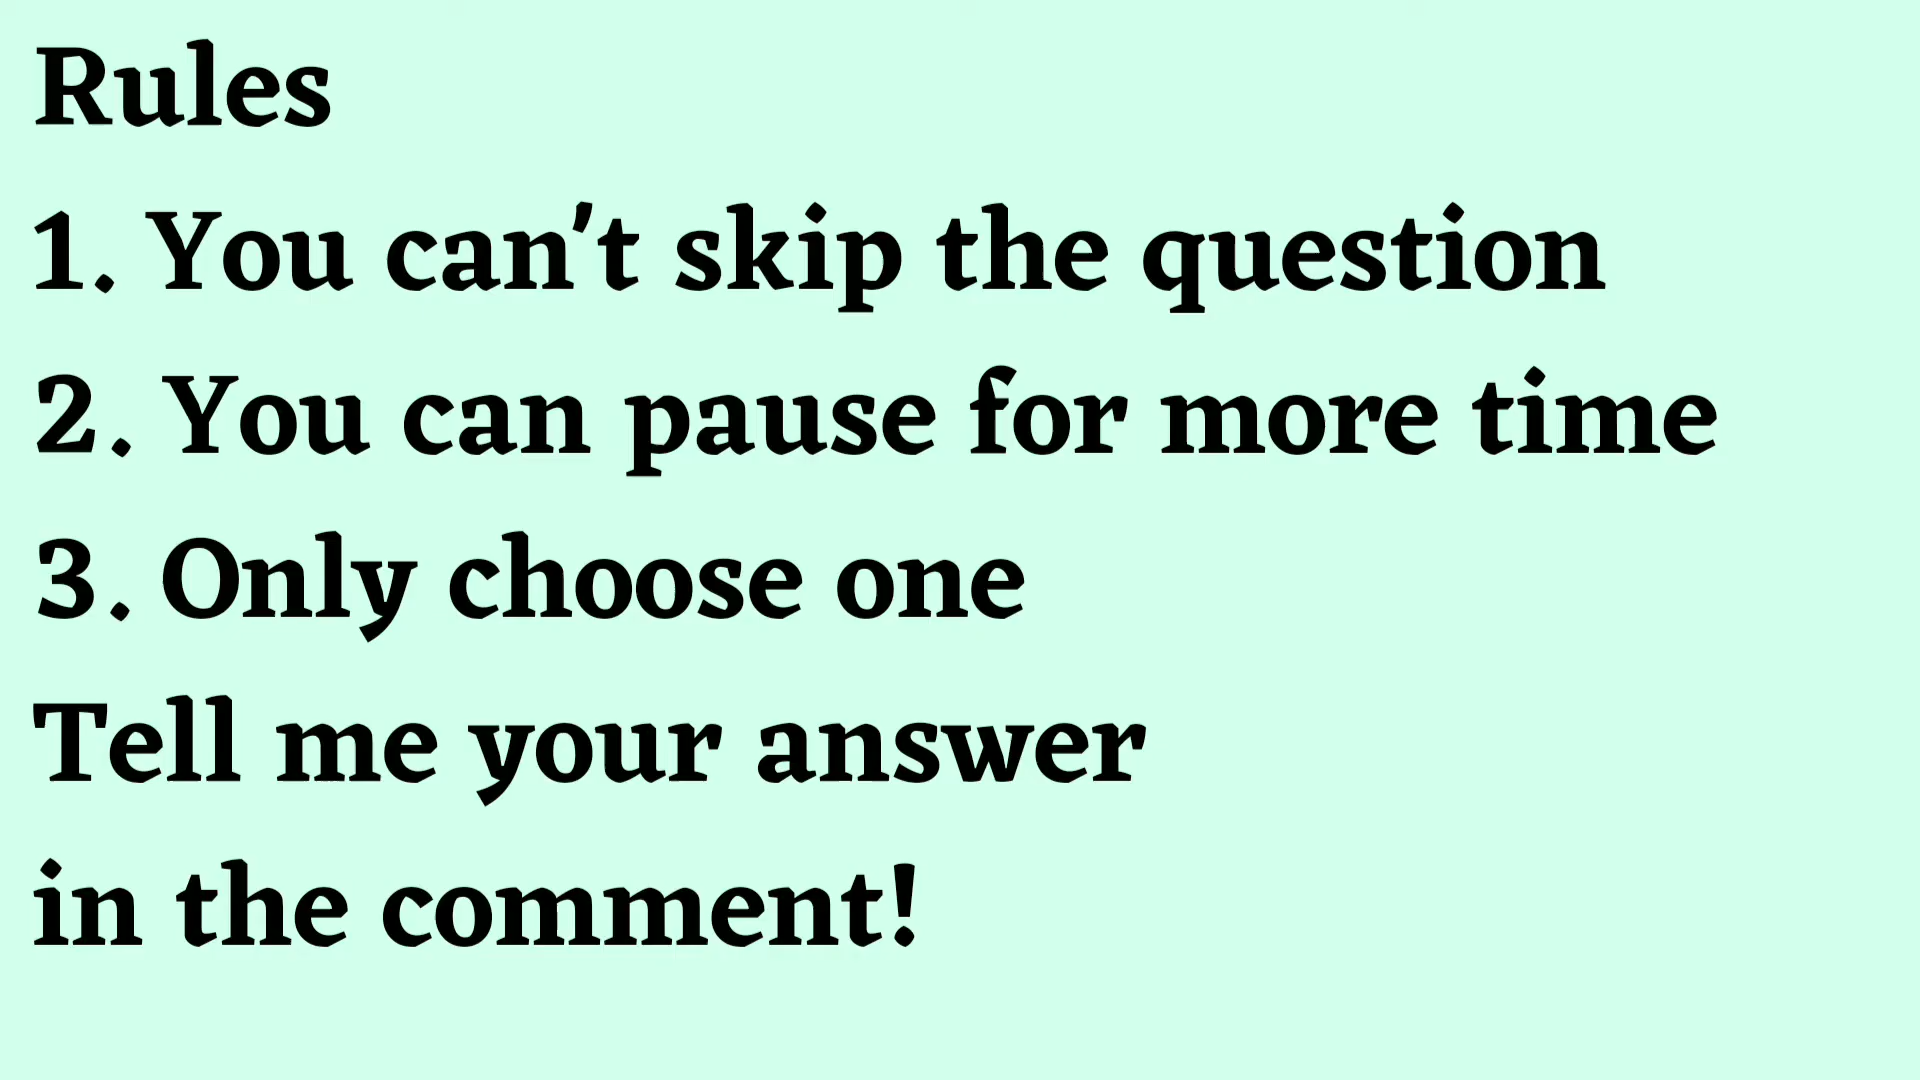 Rules
1. You can't skip the question
2. You can pause for more time
3. Only choose one
Tell me your answer
in the comment!